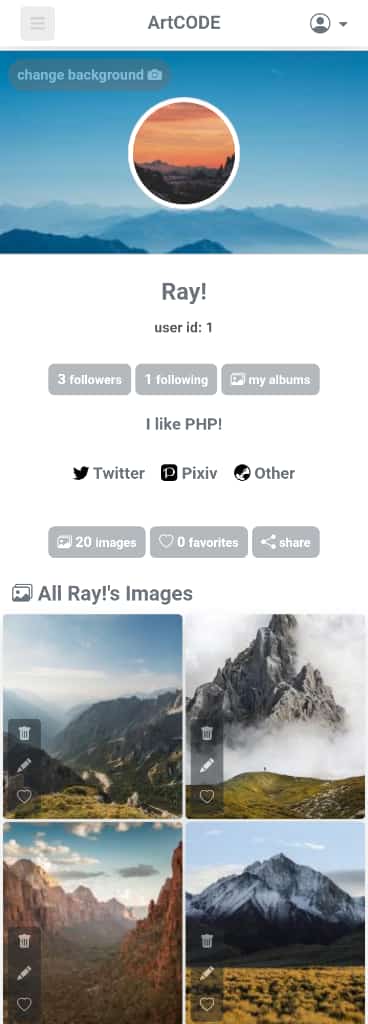 ArtCODE
change background
Ray!
user id: 1
3 followers 1 following my albums
I like PHP!
Twitter Pixiv Other
20 images 0 favorites share
All Ray!'s Images